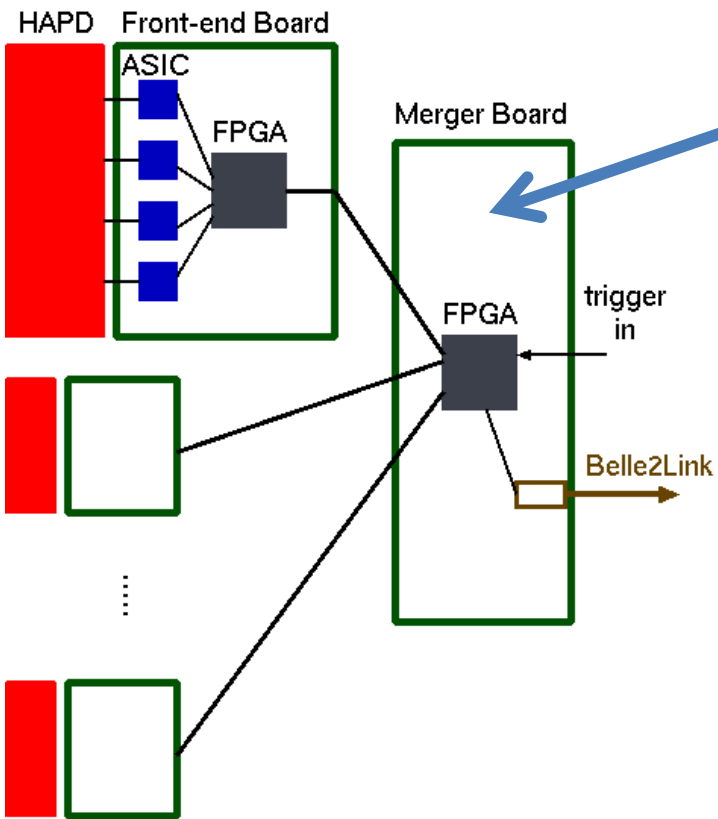 HAPD
Front-end Board
ASIC
FPGA
Merger Board
FPGA
trigger
in
Belle2Link